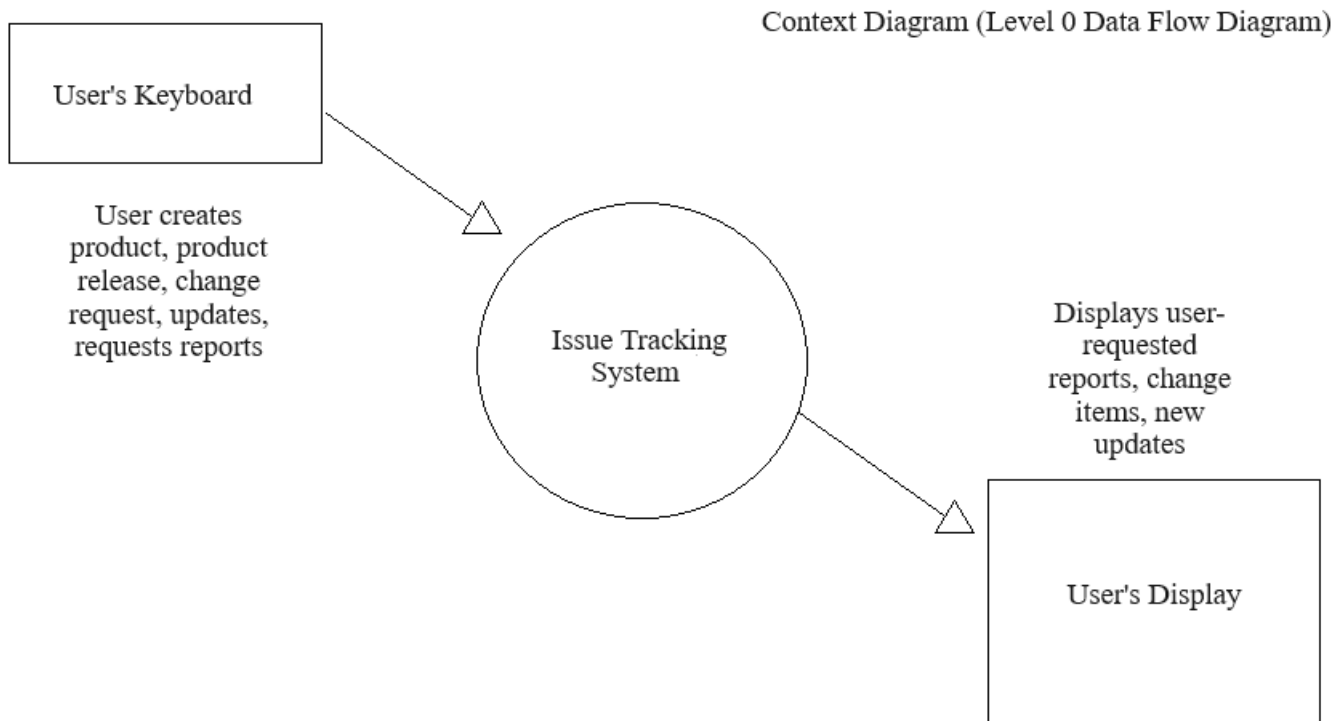 Context Diagram (Level 0 Data Flow Diagram)
User's Keyboard
User creates
product, product
release, change
request, updates,
requests reports
Issue Tracking
System
Displays user-
requested
reports, change
items, new
updates
User's Display